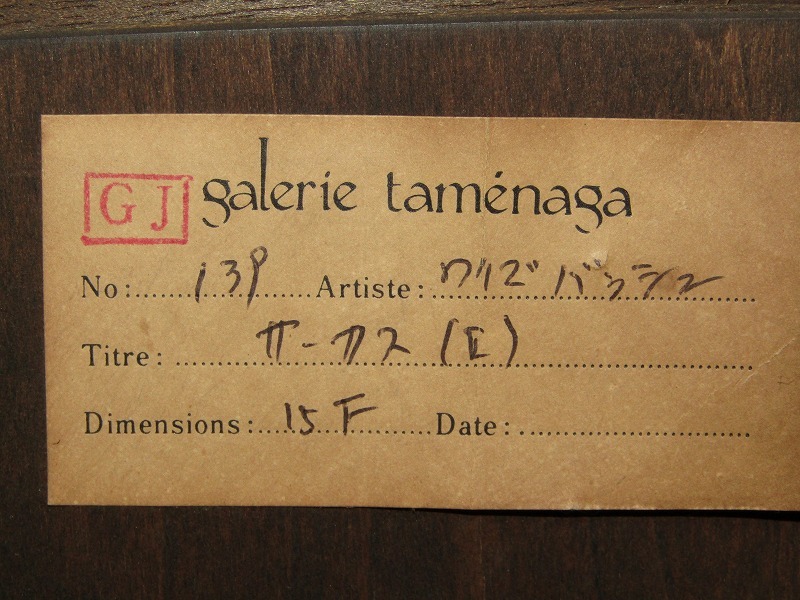 GJ galerie taménaga
No: 139 Artiste: ワイズバッシュ
Titre: サーカス (II)
Dimensions: 15F Date: